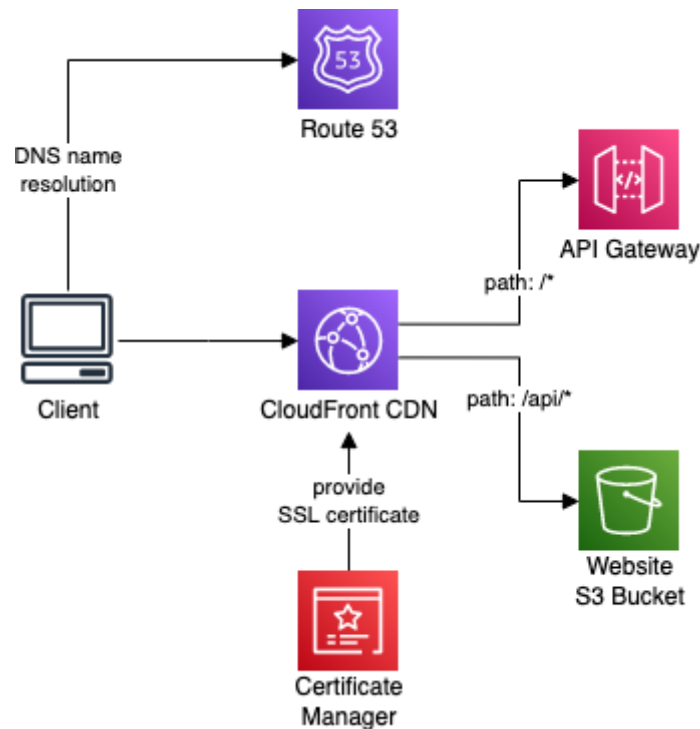 53
Route 53
DNS name
resolution
</>
API Gateway
path: /*
Client
CloudFront CDN
path: /api/*
provide
SSL certificate
Website
S3 Bucket
Certificate
Manager